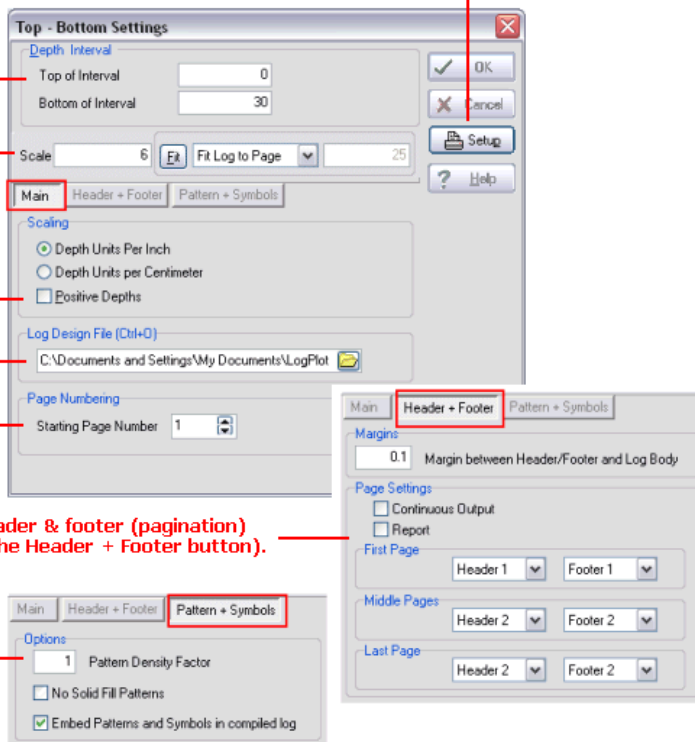 Top - Bottom Settings
Depth Interval
Top of Interval 0
Bottom of Interval 30
OK
Cancel
Setup
Help
Scale 6 Fit Fit Log to Page 25
Main Header + Footer Pattern + Symbols
Scaling
Depth Units Per Inch
Depth Units per Centimeter
Positive Depths
Log Design File (Ctrl+O)
C:\Documents and Settings\My Documents\LogPlot
Page Numbering
Starting Page Number 1
Main Header + Footer Pattern + Symbols
Margins
0.1 Margin between Header/Footer and Log Body
Page Settings
Continuous Output
Report
First Page
Header 1 Footer 1
Middle Pages
Header 2 Footer 2
Last Page
Header 2 Footer 2
ader & footer (pagination)
he Header + Footer button).
Main Header + Footer Pattern + Symbols
Options
1 Pattern Density Factor
No Solid Fill Patterns
Embed Patterns and Symbols in compiled log